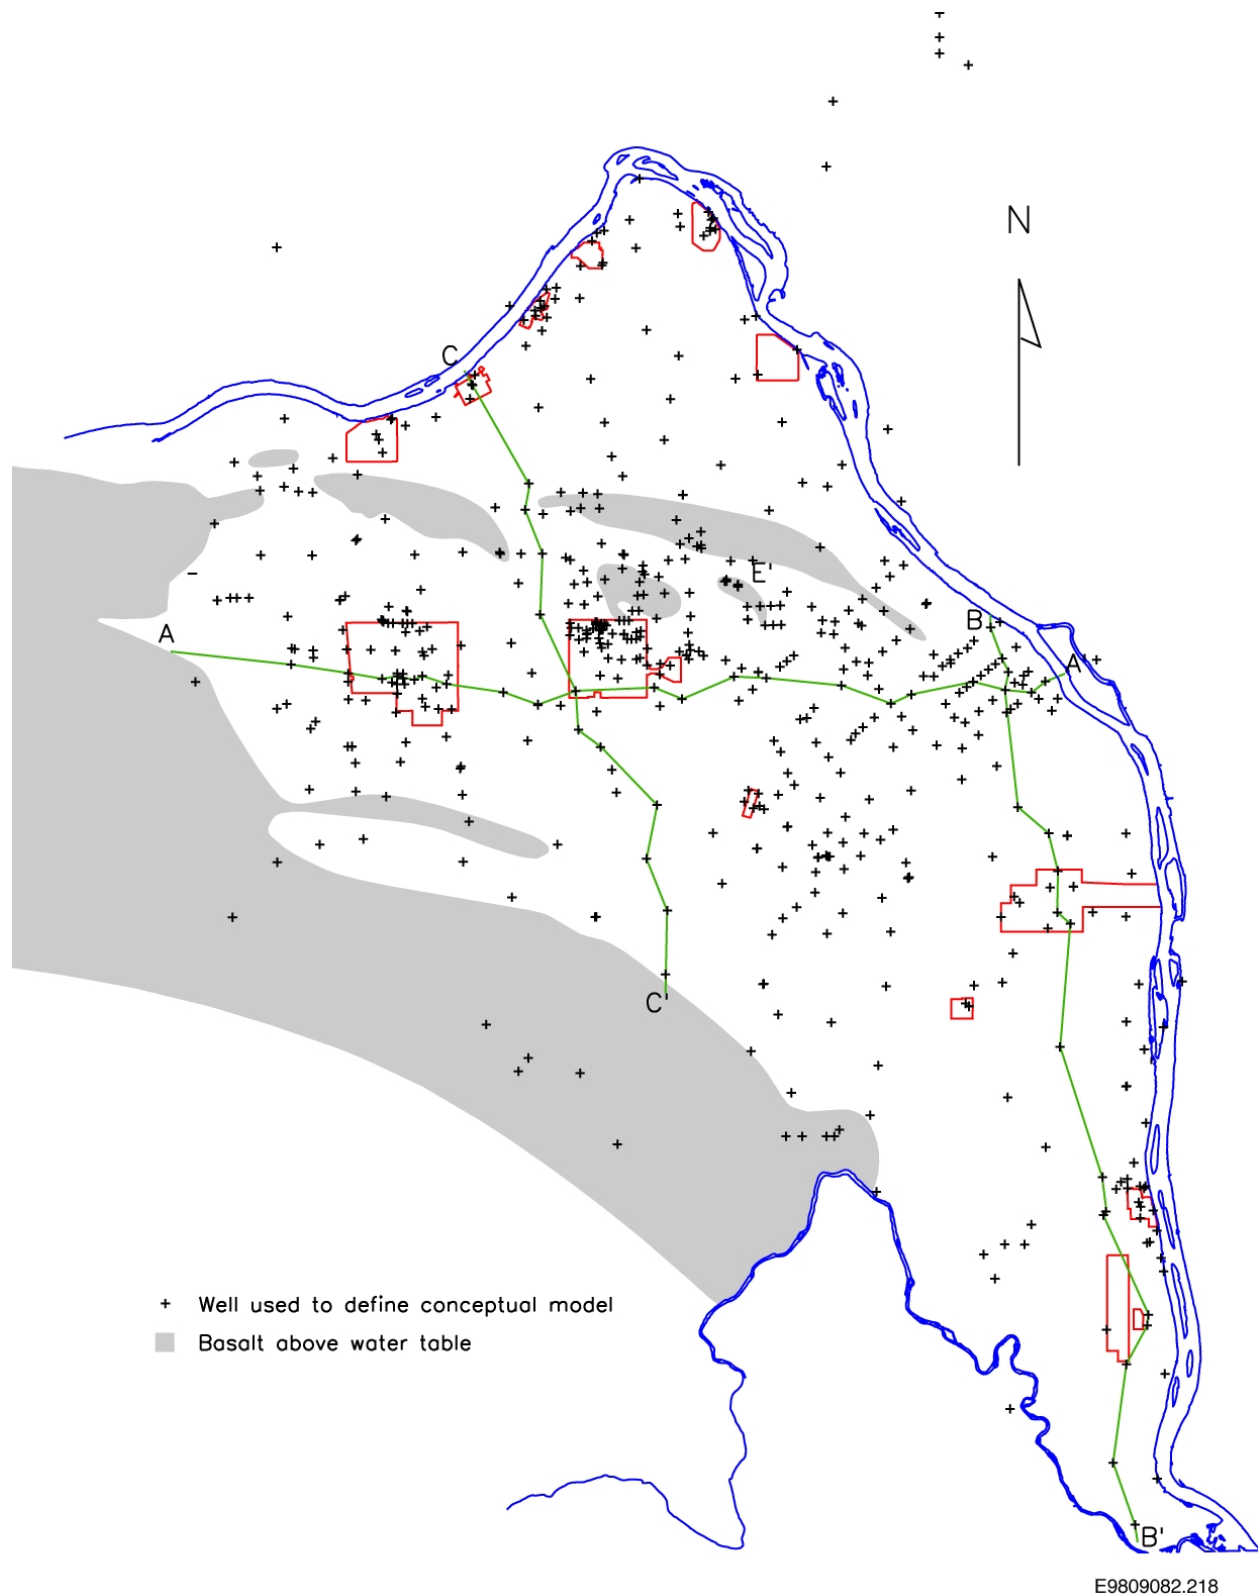 N
C
E'
B
A
A'
C'
+ Well used to define conceptual model
Basalt above water table
B'
E9809082.218